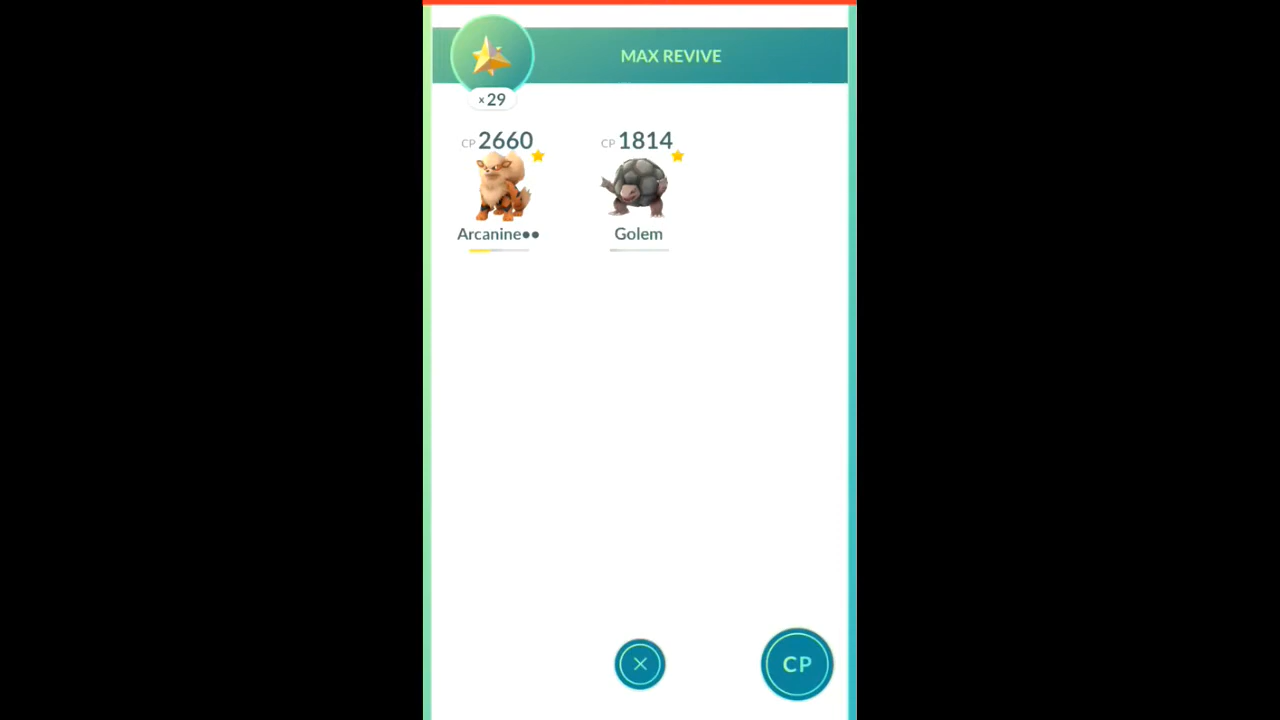 MAX REVIVE
×29
CP 2660
CP 1814
Arcanine●●
Golem
CP